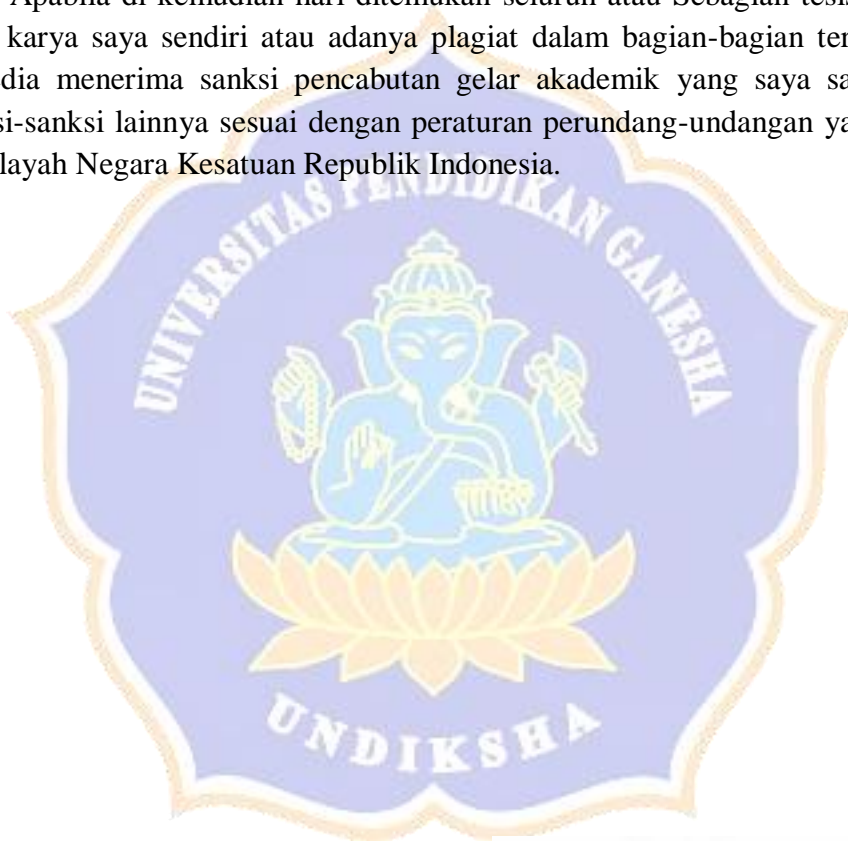 Apabila di kemudian hari ditemukan seluruh atau Sebagian tesis
karya saya sendiri atau adanya plagiat dalam bagian-bagian ter
dia menerima sanksi pencabutan gelar akademik yang saya sa
si-sanksi lainnya sesuai dengan peraturan perundang-undangan ya
layah Negara Kesatuan Republik Indonesia.
UNIVERSITAS PENDIDIKAN GANESHA
UNDIKSHA